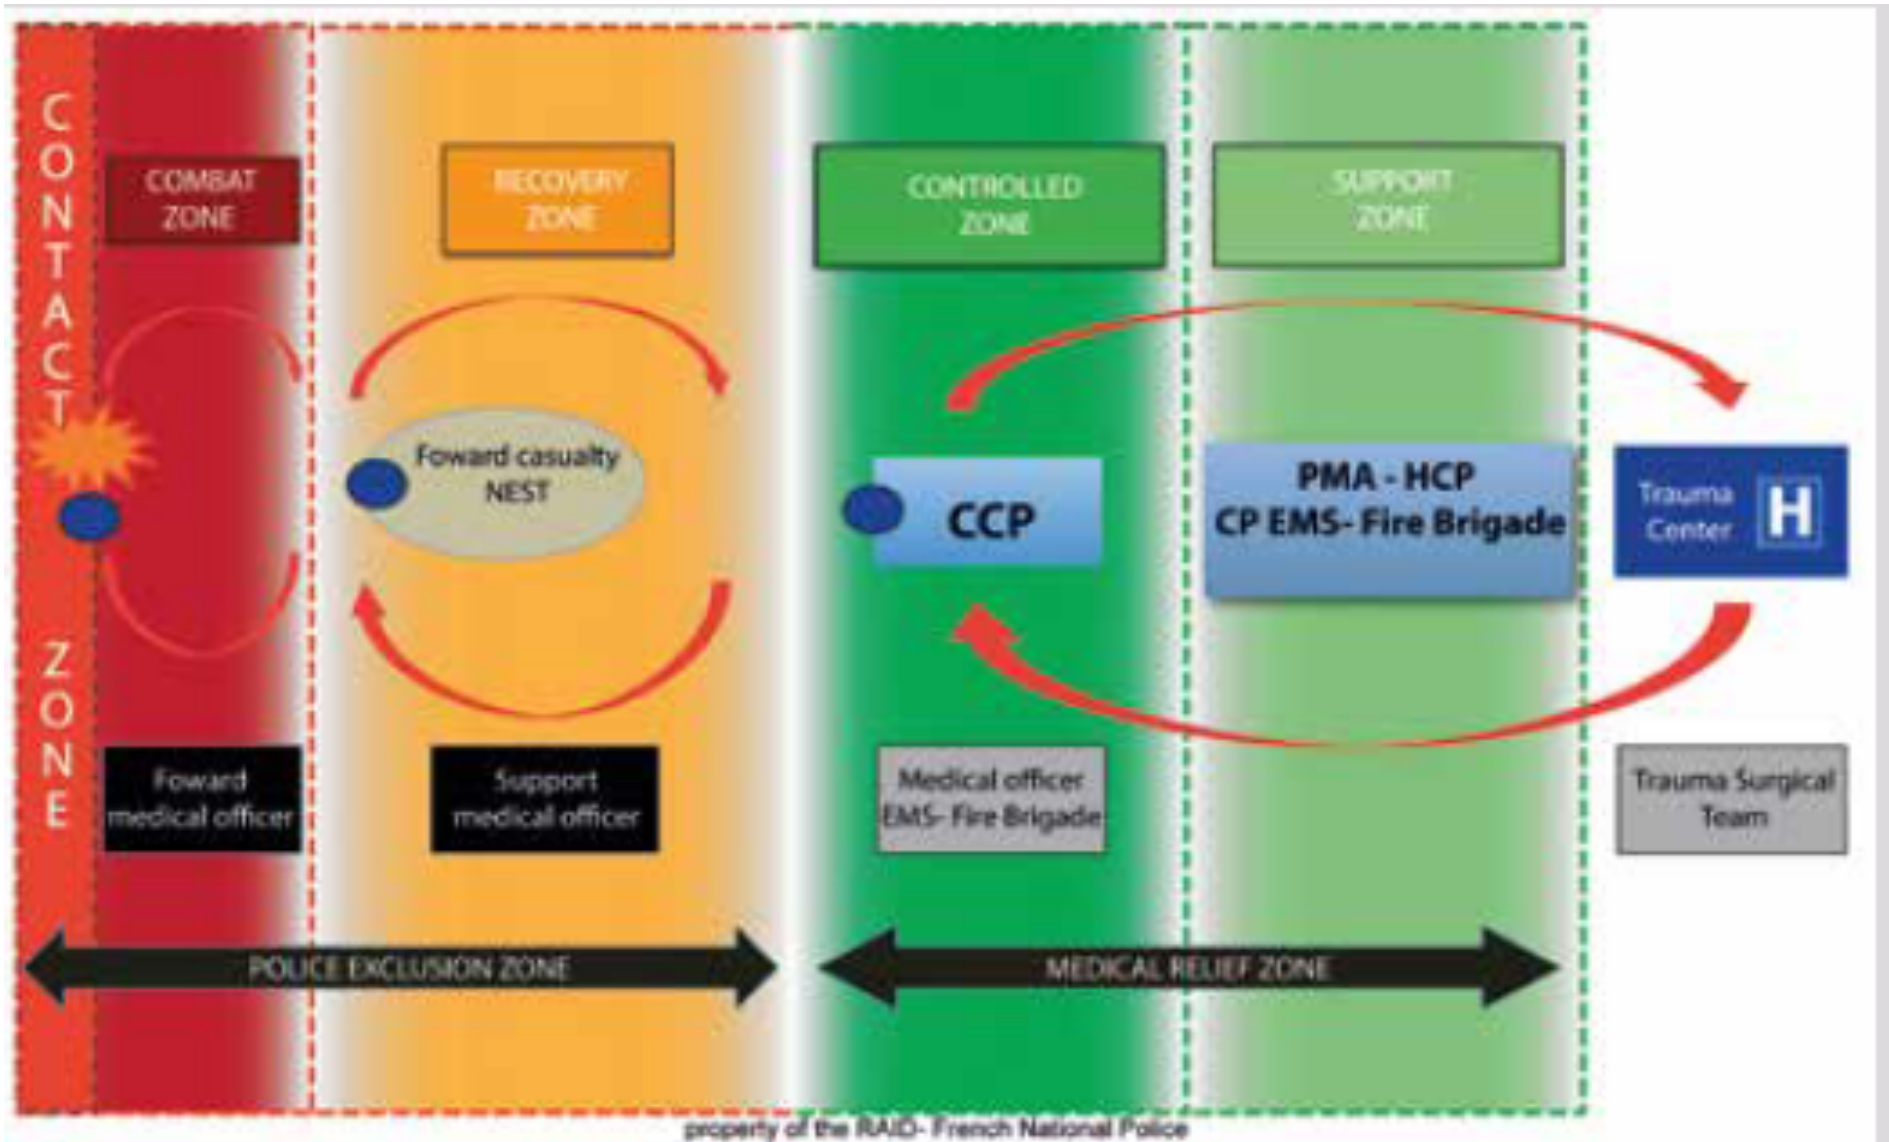 CONTACT ZONE
COMBAT
ZONE
RECOVERY
ZONE
CONTROLLED
ZONE
SUPPORT
ZONE
Foward casualty
NEST
CCP
PMA - HCP
CP EMS- Fire Brigade
Trauma
Center
H
Foward
medical officer
Support
medical officer
Medical officer
EMS- Fire Brigade
Trauma Surgical
Team
POLICE EXCLUSION ZONE
MEDICAL RELIEF ZONE
property of the RAID- French National Police